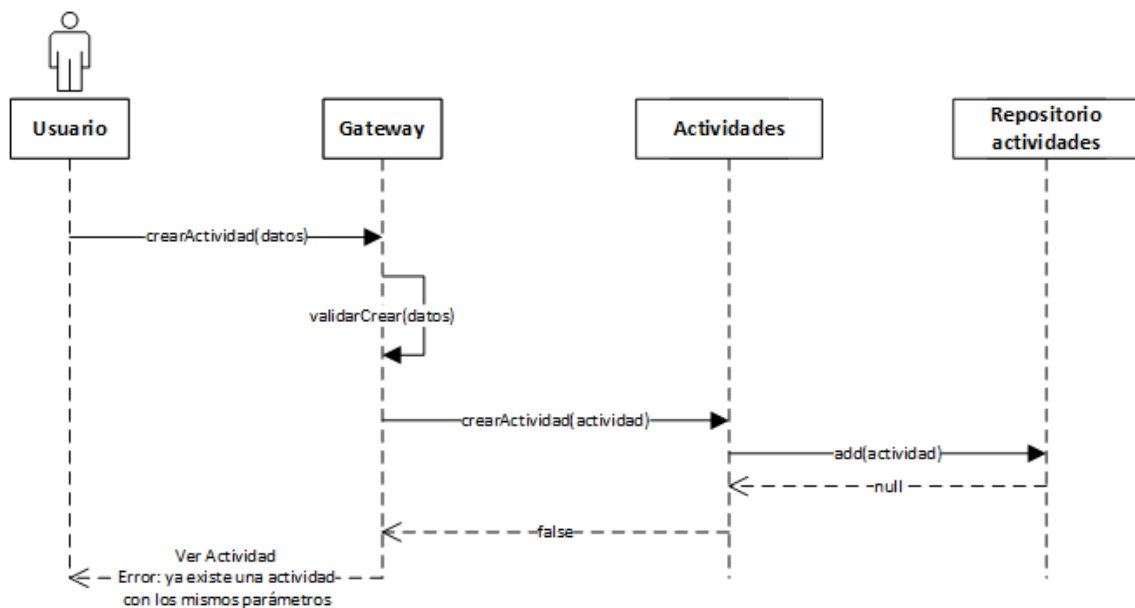 Usuario
Gateway
Actividades
Repositorio
actividades
crearActividad(datos)
validarCrear(datos)
crearActividad(actividad)
add(actividad)
null
false
Ver Actividad
Error: ya existe una actividad
con los mismos parámetros